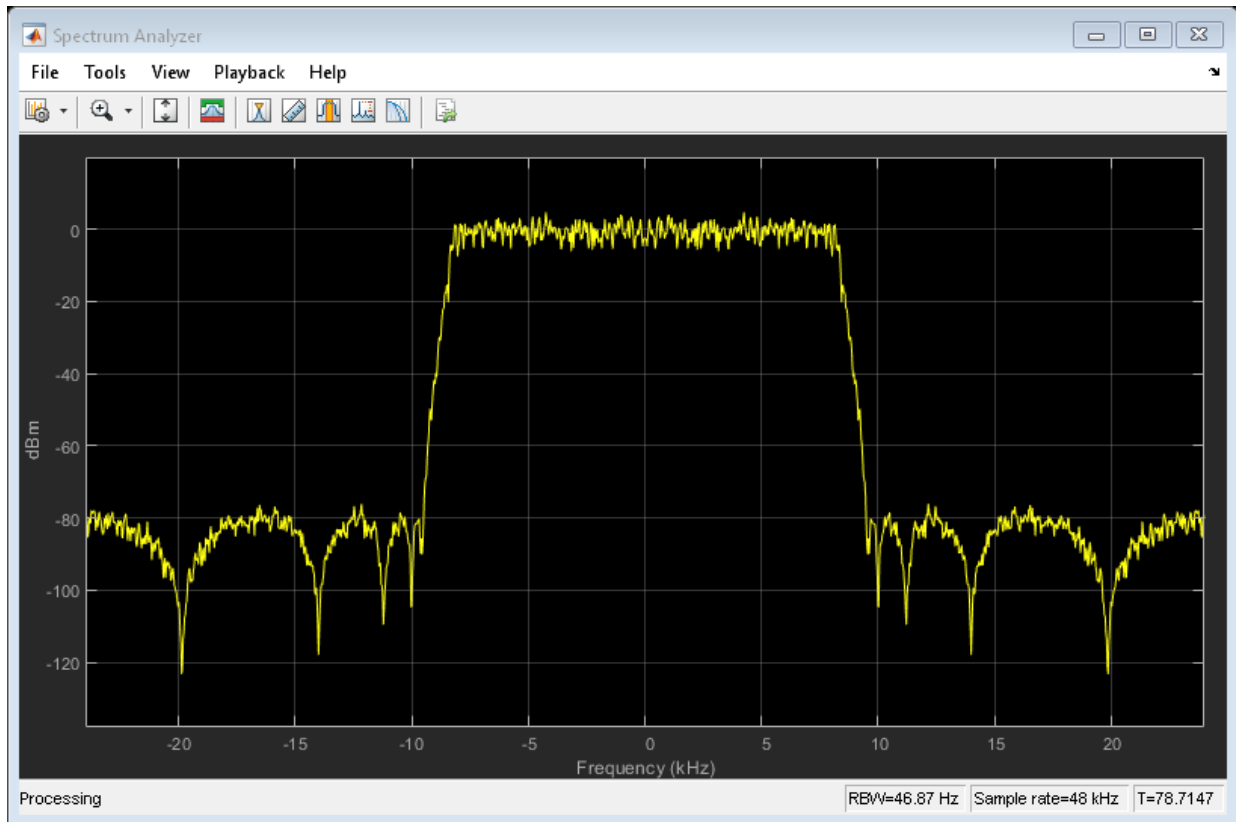 Spectrum Analyzer
File Tools View Playback Help
0
-20
-40
-60
-80
-100
-120
dBm
-20 -15 -10 -5 0 5 10 15 20
Frequency (kHz)
Processing RBW=46.87 Hz Sample rate=48 kHz T=78.7147